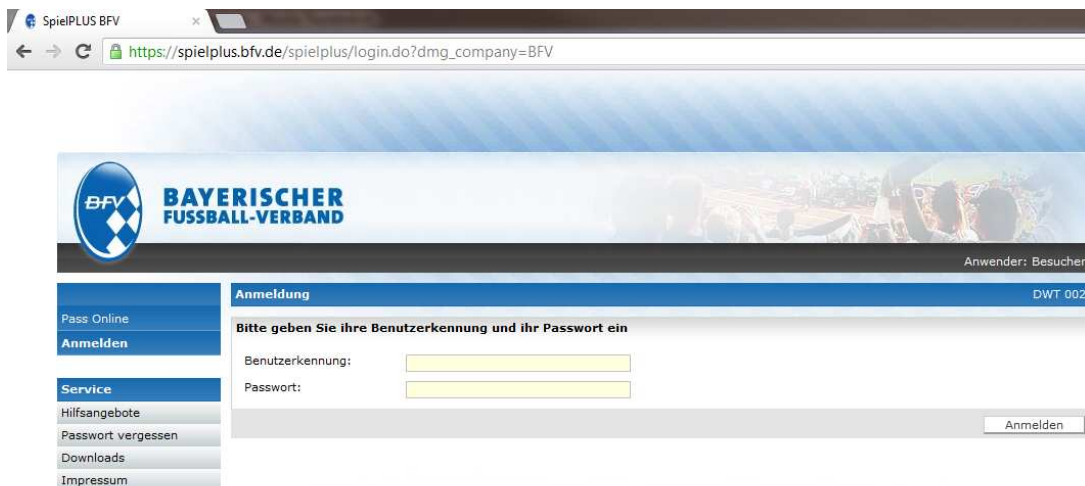 SpielPLUS BFV
https://spielplus.bfv.de/spielplus/login.do?dmg_company=BFV
BFV
BAYERISCHER
FUSSBALL-VERBAND
Anwender: Besucher
Anmeldung DWT 002
Pass Online
Anmelden
Bitte geben Sie ihre Benutzerkennung und ihr Passwort ein
Benutzerkennung:
Passwort:
Anmelden
Service
Hilfsangebote
Passwort vergessen
Downloads
Impressum